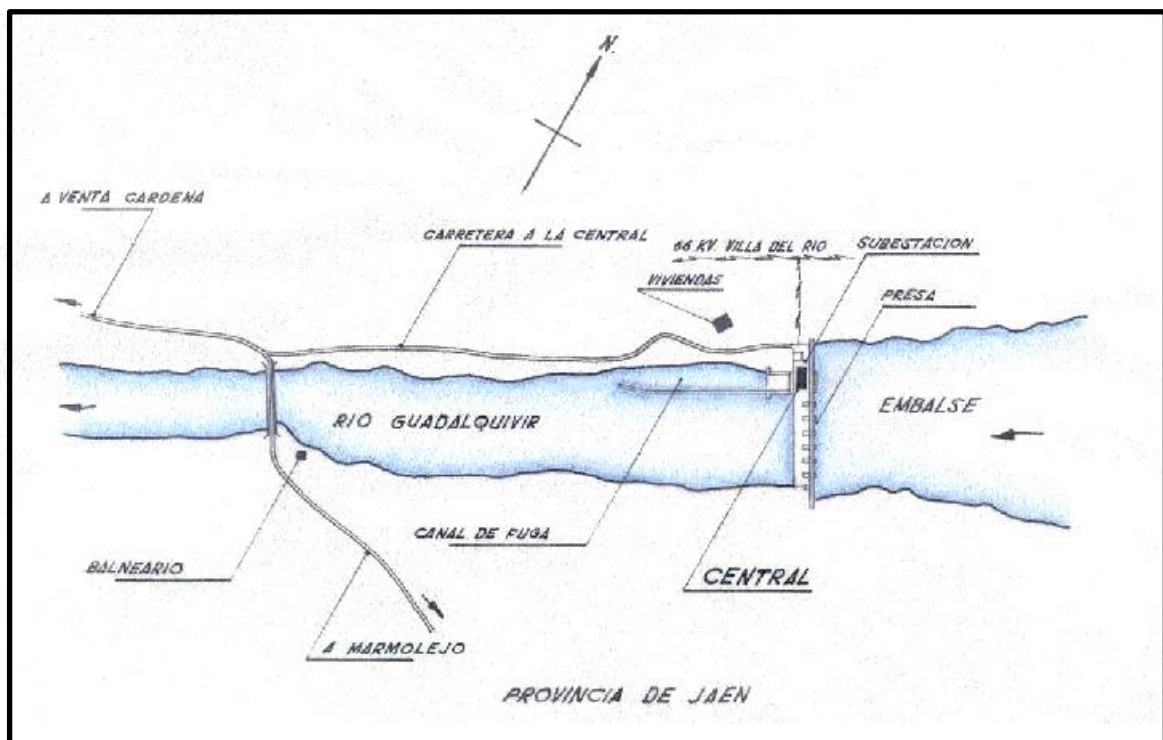 N.
A VENTA CARDEÑA
CARRETERA A LA CENTRAL
66 KV. VILLA DEL RIO
SUBESTACION
VIVIENDAS
PRESA
RIO GUADALQUIVIR
EMBALSE
CANAL DE FUGA
BALNEARIO
CENTRAL
A MARMOLEJO
PROVINCIA DE JAEN